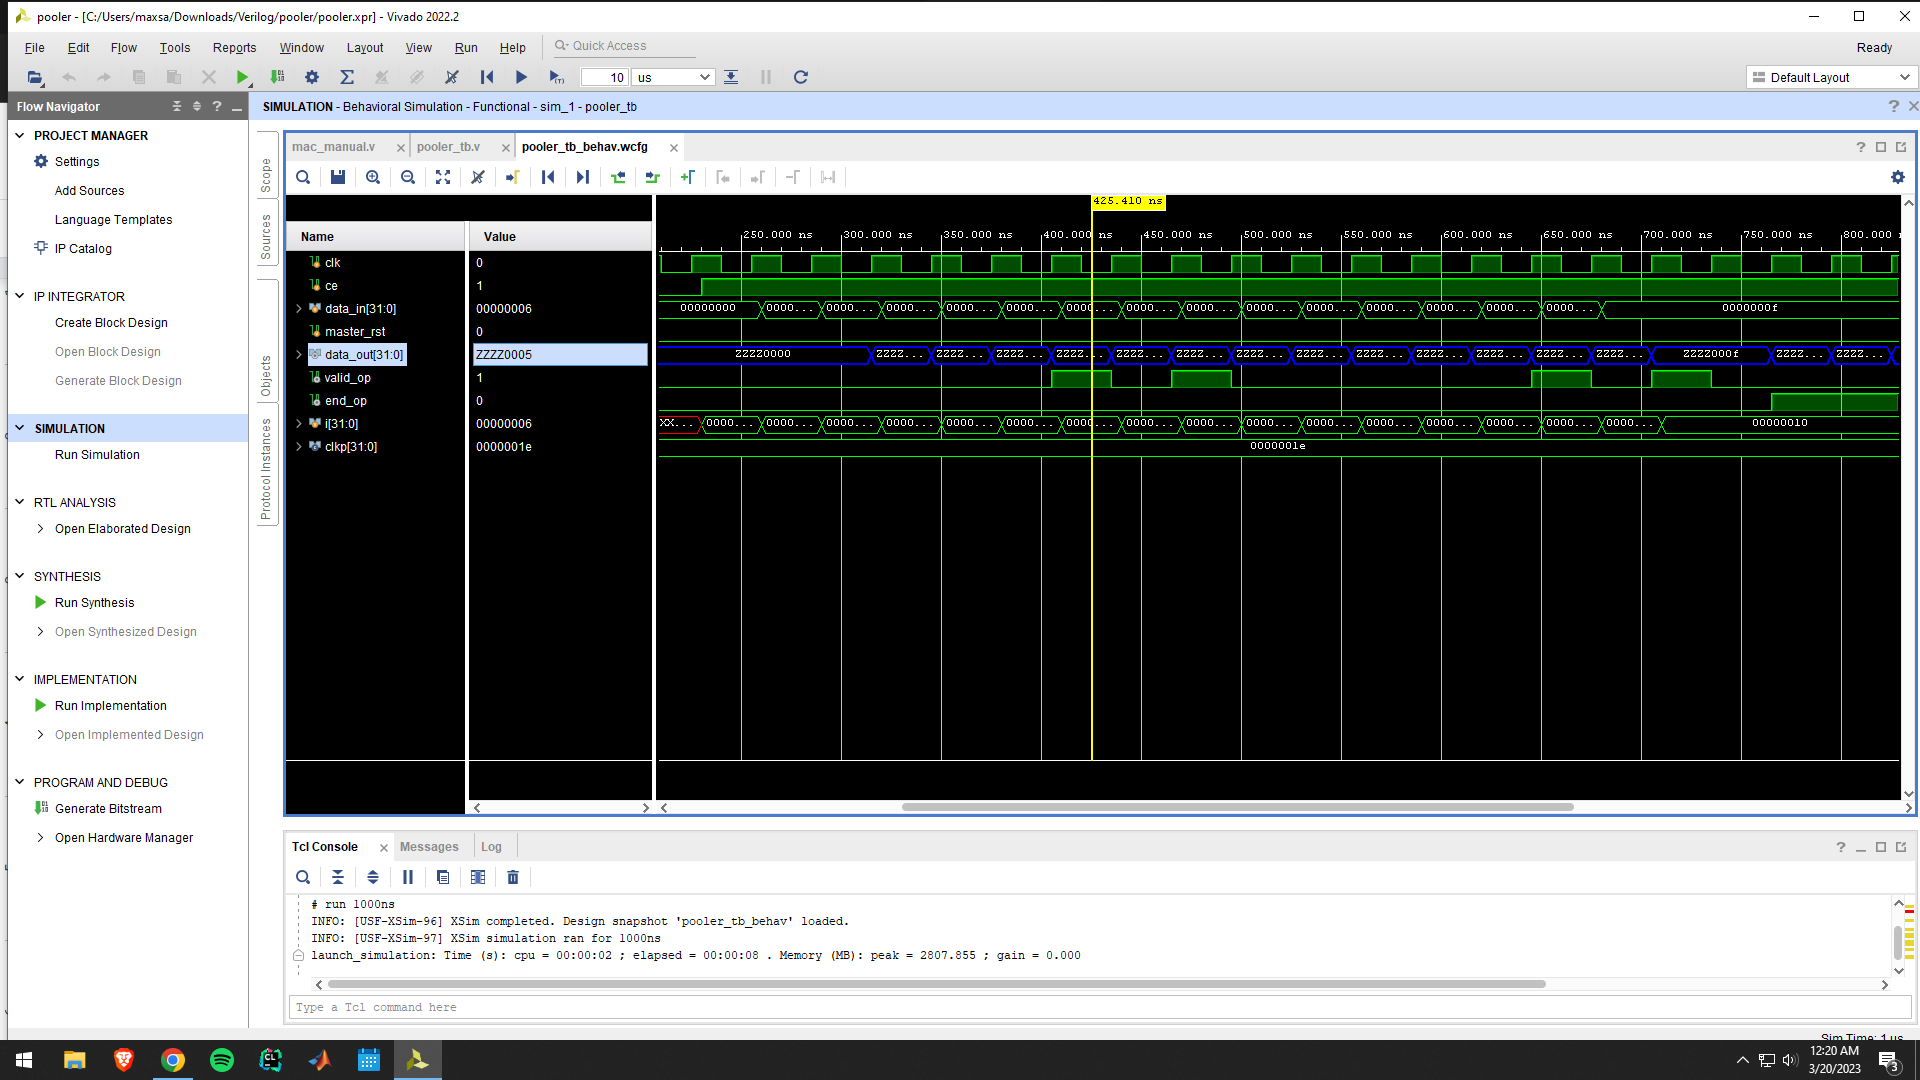 pooler - [C:/Users/maxsa/Downloads/Verilog/pooler/pooler.xpr] - Vivado 2022.2
File Edit Flow Tools Reports Window Layout View Run Help Quick Access Ready
10 us Default Layout
Flow Navigator
SIMULATION - Behavioral Simulation - Functional - sim_1 - pooler_tb
PROJECT MANAGER
Settings
Add Sources
Language Templates
IP Catalog
IP INTEGRATOR
Create Block Design
Open Block Design
Generate Block Design
SIMULATION
Run Simulation
RTL ANALYSIS
Open Elaborated Design
SYNTHESIS
Run Synthesis
Open Synthesized Design
IMPLEMENTATION
Run Implementation
Open Implemented Design
PROGRAM AND DEBUG
Generate Bitstream
Open Hardware Manager
Scope
Sources
Objects
Protocol Instances
mac_manual.v pooler_tb.v pooler_tb_behav.wcfg
425.410 ns
Name Value
250.000 ns 300.000 ns 350.000 ns 400.000 ns 450.000 ns 500.000 ns 550.000 ns 600.000 ns 650.000 ns 700.000 ns 750.000 ns 800.000
clk 0
ce 1
data_in[31:0] 00000006 00000000 0000... 0000... 0000... 0000... 0000... 0000... 0000... 0000... 0000... 0000... 0000... 0000... 0000... 0000... 0000000f
master_rst 0
data_out[31:0] ZZZZ0005 ZZZZ0000 ZZZZ... ZZZZ... ZZZZ... ZZZZ... ZZZZ... ZZZZ... ZZZZ... ZZZZ... ZZZZ... ZZZZ... ZZZZ... ZZZZ... ZZZZ... ZZZZ000f ZZZZ... ZZZZ...
valid_op 1
end_op 0
i[31:0] 00000006 XX... 0000... 0000... 0000... 0000... 0000... 0000... 0000... 0000... 0000... 0000... 0000... 0000... 0000... 0000... 0000... 0000... 00000010
clkp[31:0] 0000001e 0000001e
Tcl Console Messages Log
# run 1000ns
INFO: [USF-XSim-96] XSim completed. Design snapshot 'pooler_tb_behav' loaded.
INFO: [USF-XSim-97] XSim simulation ran for 1000ns
launch_simulation: Time (s): cpu = 00:00:02 ; elapsed = 00:00:08 . Memory (MB): peak = 2807.855 ; gain = 0.000
Type a Tcl command here
Sim Time: 1 us
12:20 AM
3/20/2023
3